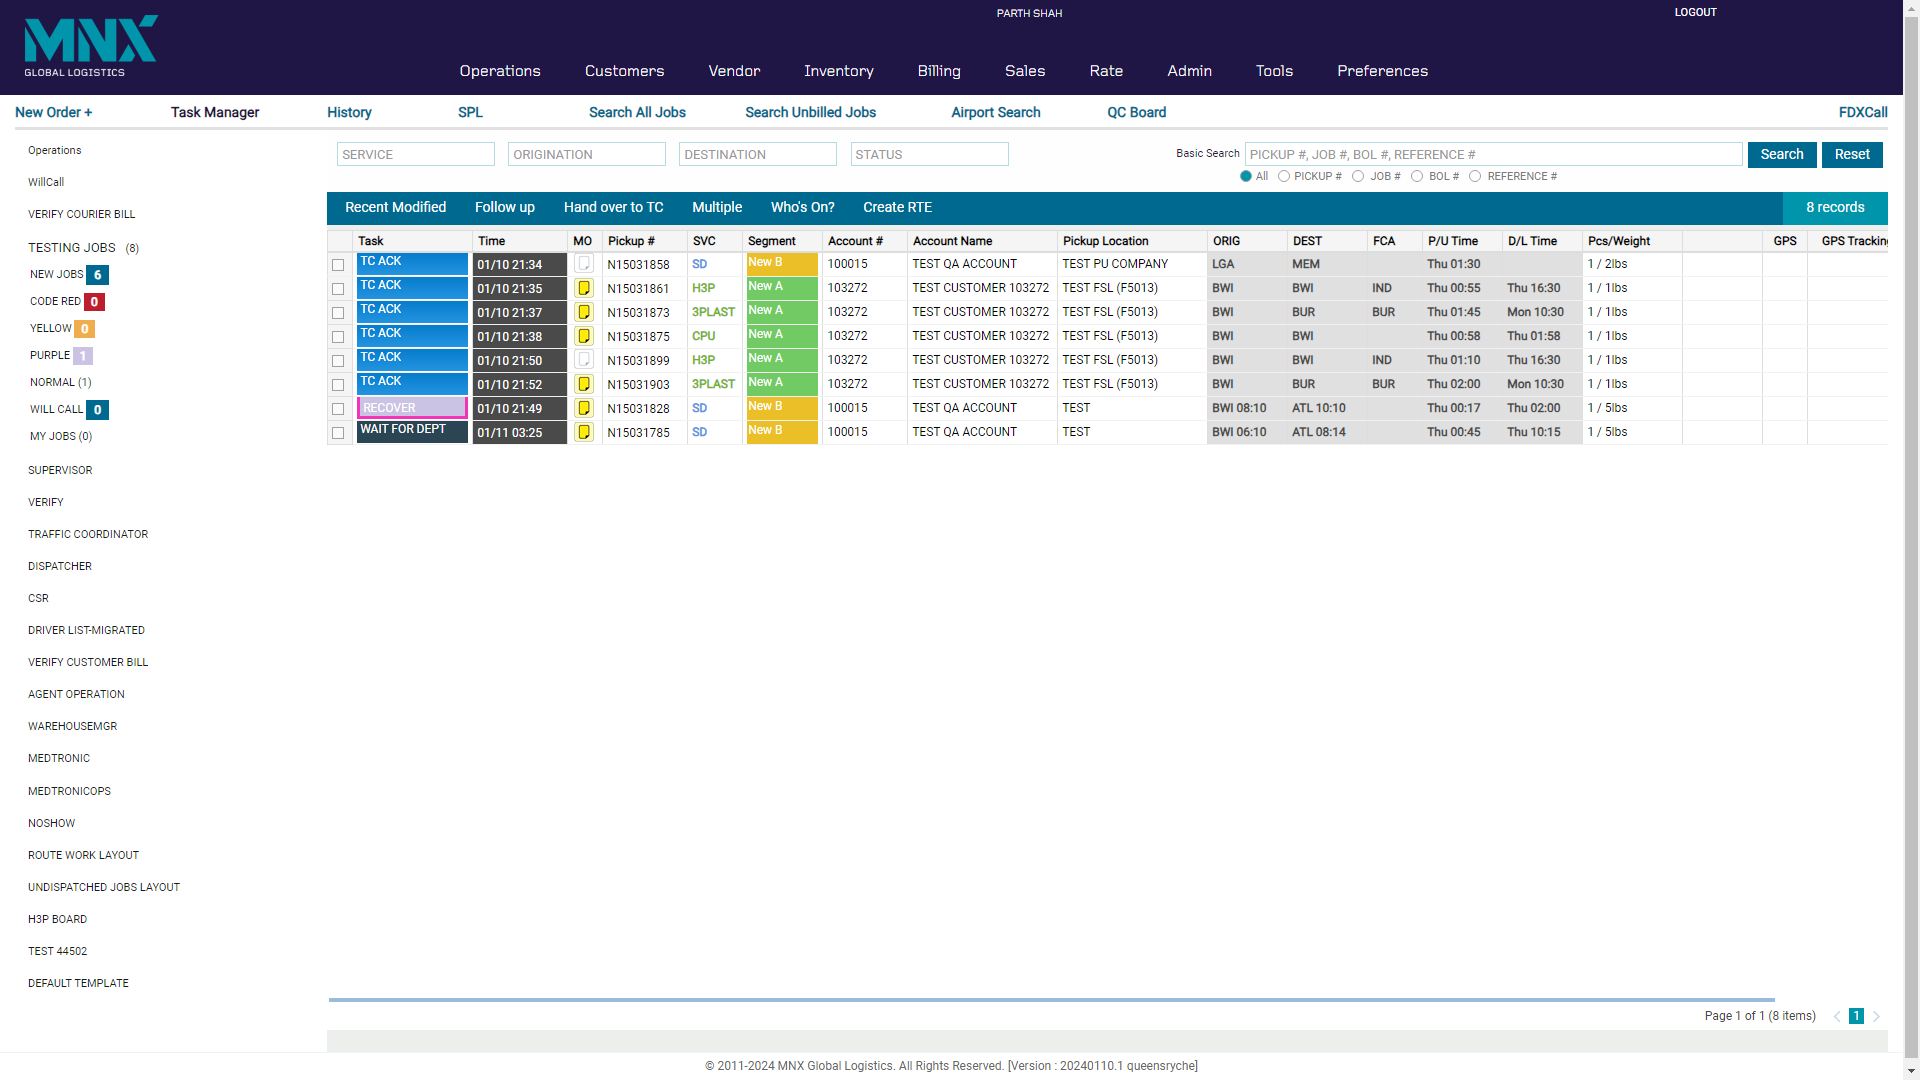 MNX
GLOBAL LOGISTICS
PARTH SHAH
LOGOUT
Operations Customers Vendor Inventory Billing Sales Rate Admin Tools Preferences
New Order + Task Manager History SPL Search All Jobs Search Unbilled Jobs Airport Search QC Board FDXCall
Operations
WillCall
VERIFY COURIER BILL
TESTING JOBS (8)
NEW JOBS 6
CODE RED 0
YELLOW 0
PURPLE 1
NORMAL (1)
WILL CALL 0
MY JOBS (0)
SUPERVISOR
VERIFY
TRAFFIC COORDINATOR
DISPATCHER
CSR
DRIVER LIST-MIGRATED
VERIFY CUSTOMER BILL
AGENT OPERATION
WAREHOUSEMGR
MEDTRONIC
MEDTRONICOPS
NOSHOW
ROUTE WORK LAYOUT
UNDISPATCHED JOBS LAYOUT
H3P BOARD
TEST 44502
DEFAULT TEMPLATE
SERVICE ORIGINATION DESTINATION STATUS Basic Search PICKUP #, JOB #, BOL #, REFERENCE # Search Reset
All PICKUP # JOB # BOL # REFERENCE #
Recent Modified Follow up Hand over to TC Multiple Who's On? Create RTE 8 records
Task Time MO Pickup # SVC Segment Account # Account Name Pickup Location ORIG DEST FCA P/U Time D/L Time Pcs/Weight GPS GPS Tracking
TC ACK 01/10 21:34 N15031858 SD New B 100015 TEST QA ACCOUNT TEST PU COMPANY LGA MEM Thu 01:30 1 / 2lbs
TC ACK 01/10 21:35 N15031861 H3P New A 103272 TEST CUSTOMER 103272 TEST FSL (F5013) BWI BWI IND Thu 00:55 Thu 16:30 1 / 1lbs
TC ACK 01/10 21:37 N15031873 3PLAST New A 103272 TEST CUSTOMER 103272 TEST FSL (F5013) BWI BUR BUR Thu 01:45 Mon 10:30 1 / 1lbs
TC ACK 01/10 21:38 N15031875 CPU New A 103272 TEST CUSTOMER 103272 TEST FSL (F5013) BWI BWI Thu 00:58 Thu 01:58 1 / 1lbs
TC ACK 01/10 21:50 N15031899 H3P New A 103272 TEST CUSTOMER 103272 TEST FSL (F5013) BWI BWI IND Thu 01:10 Thu 16:30 1 / 1lbs
TC ACK 01/10 21:52 N15031903 3PLAST New A 103272 TEST CUSTOMER 103272 TEST FSL (F5013) BWI BUR BUR Thu 02:00 Mon 10:30 1 / 1lbs
RECOVER 01/10 21:49 N15031828 SD New B 100015 TEST QA ACCOUNT TEST BWI 08:10 ATL 10:10 Thu 00:17 Thu 02:00 1 / 5lbs
WAIT FOR DEPT 01/11 03:25 N15031785 SD New B 100015 TEST QA ACCOUNT TEST BWI 06:10 ATL 08:14 Thu 00:45 Thu 10:15 1 / 5lbs
Page 1 of 1 (8 items) 1
© 2011-2024 MNX Global Logistics. All Rights Reserved. [Version : 20240110.1 queensryche]